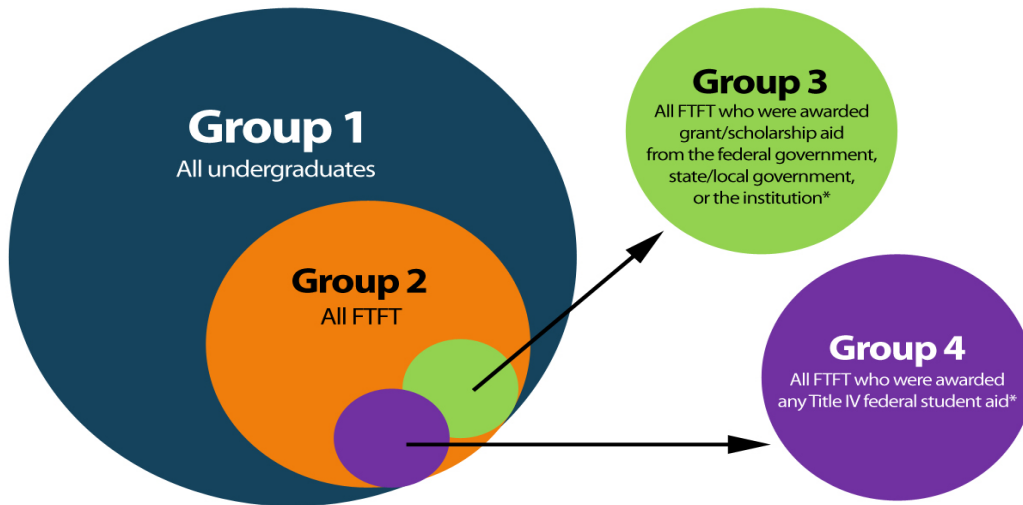 Group 1
All undergraduates
Group 2
All FTFT
Group 3
All FTFT who were awarded
grant/scholarship aid
from the federal government,
state/local government,
or the institution*
Group 4
All FTFT who were awarded
any Title IV federal student aid*